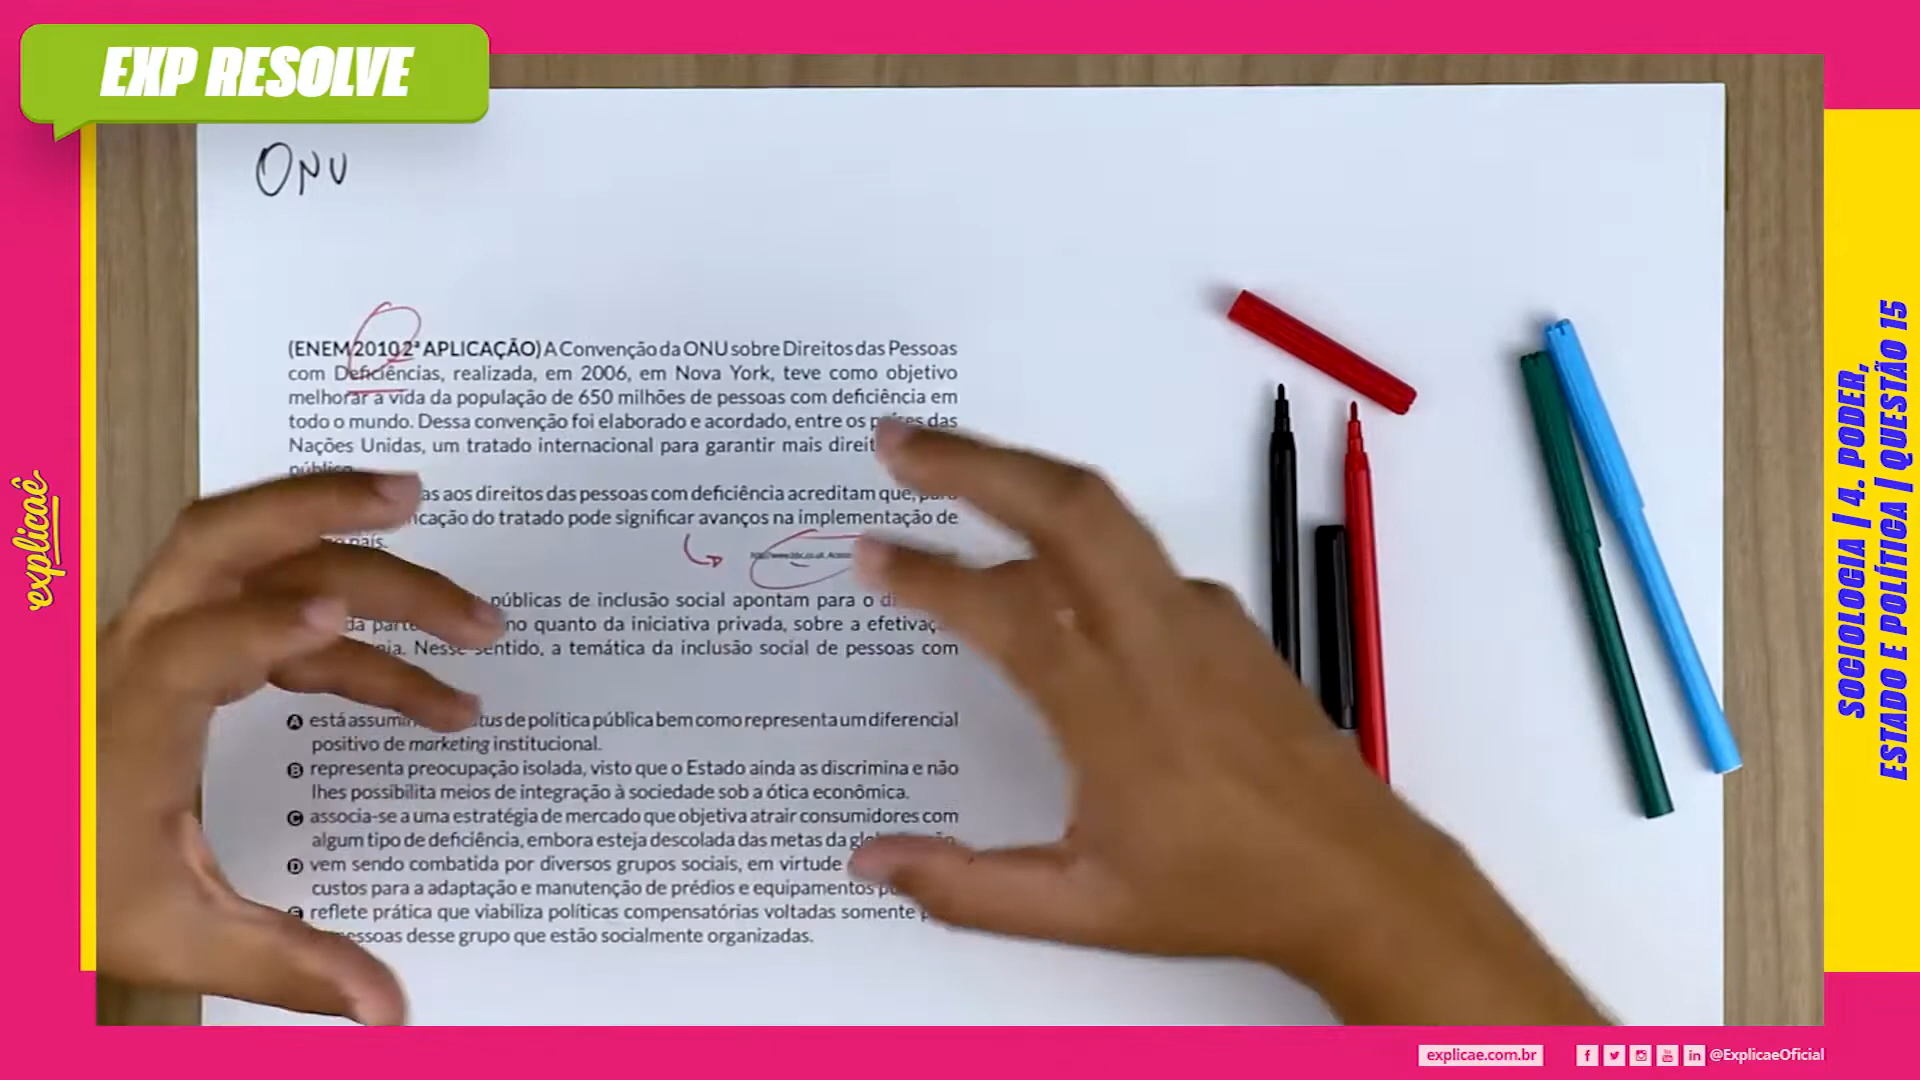 EXP RESOLVE
ONU
(ENEM 2010 2ª APLICAÇÃO) A Convenção da ONU sobre Direitos das Pessoas
com Deficiências, realizada, em 2006, em Nova York, teve como objetivo
melhorar a vida da população de 650 milhões de pessoas com deficiência em
todo o mundo. Dessa convenção foi elaborado e acordado, entre os países das
Nações Unidas, um tratado internacional para garantir mais
público.
aos direitos das pessoas com deficiência acreditam que,
do tratado pode significar avanços na implementação de
país.
públicas de inclusão social apontam para o
quanto da iniciativa privada, sobre a
Nesse sentido, a temática da inclusão social de pessoas com
A está de política pública bem como representa um diferencial
positivo de marketing institucional.
B representa preocupação isolada, visto que o Estado ainda as discrimina e não
lhes possibilita meios de integração à sociedade sob a ótica econômica.
C associa-se a uma estratégia de mercado que objetiva atrair consumidores com
algum tipo de deficiência, embora esteja descolada das metas da
D vem sendo combatida por diversos grupos sociais, em virtude
custos para a adaptação e manutenção de prédios e equipamentos
reflete prática que viabiliza políticas compensatórias voltadas somente
pessoas desse grupo que estão socialmente organizadas.
explicaê
SOCIOLOGIA | 4. PODER,
ESTADO E POLÍTICA | QUESTÃO 15
explicae.com.br
@ExplicaeOficial